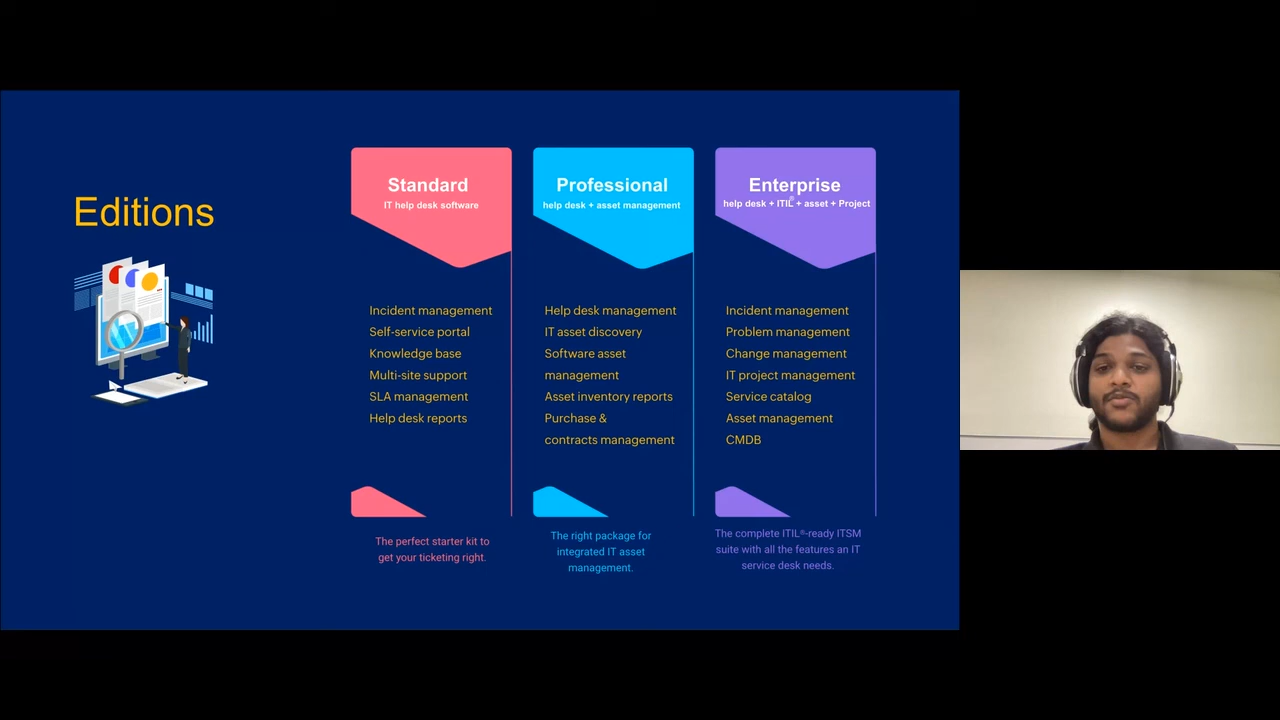 Editions
Standard
IT help desk software
Incident management
Self-service portal
Knowledge base
Multi-site support
SLA management
Help desk reports
The perfect starter kit to
get your ticketing right.
Professional
help desk + asset management
Help desk management
IT asset discovery
Software asset
management
Asset inventory reports
Purchase &
contracts management
The right package for
integrated IT asset
management.
Enterprise
help desk + ITIL® + asset + Project
Incident management
Problem management
Change management
IT project management
Service catalog
Asset management
CMDB
The complete ITIL®-ready ITSM
suite with all the features an IT
service desk needs.